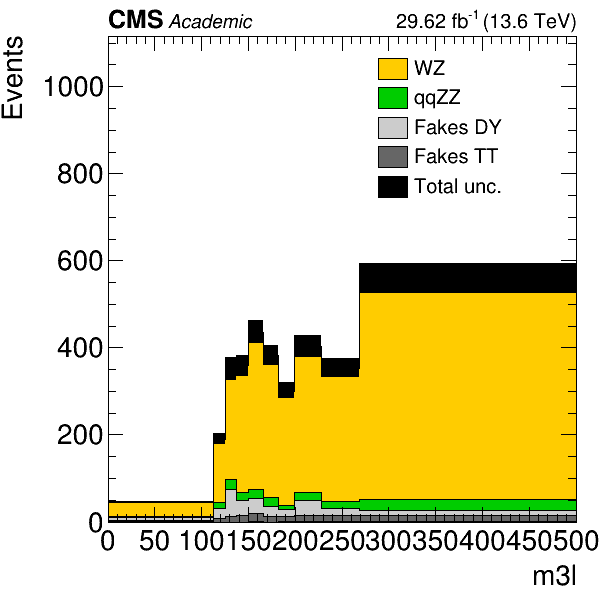 CMS Academic 29.62 fb-1 (13.6 TeV)
Events
WZ
qqZZ
Fakes DY
Fakes TT
Total unc.
1000
800
600
400
200
0
0 50 100 150 200 250 300 350 400 450 500
m3l